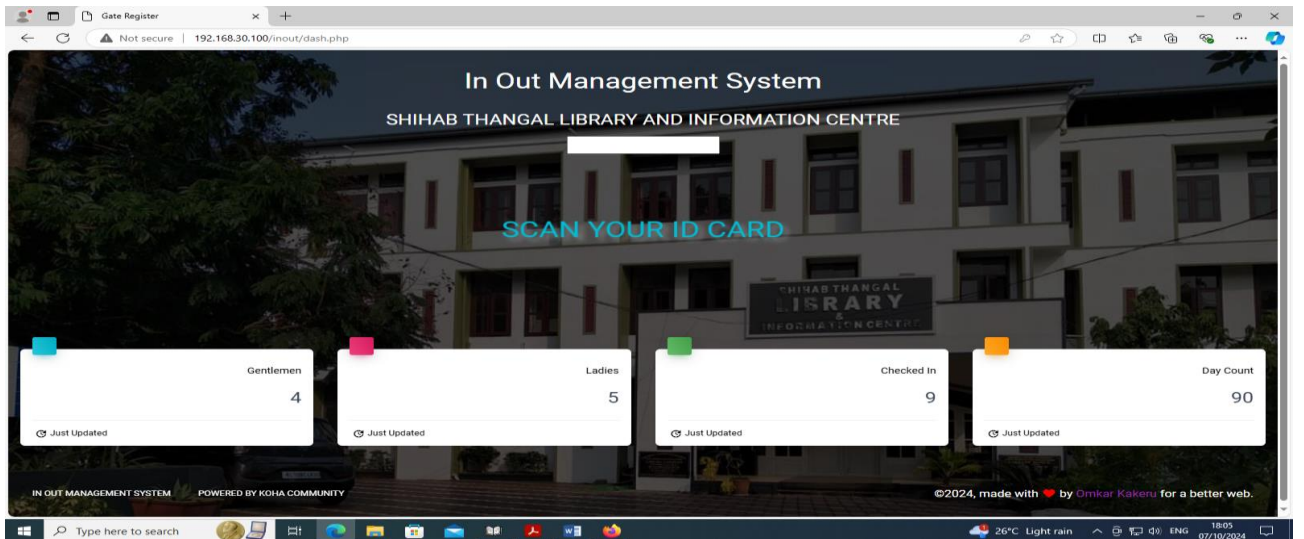 Gate Register
Not secure | 192.168.30.100/inout/dash.php
In Out Management System
SHIHAB THANGAL LIBRARY AND INFORMATION CENTRE
SCAN YOUR ID CARD
SHIHAB THANGAL
LIBRARY
&
INFORMATION CENTRE
Gentlemen
4
Just Updated
Ladies
5
Just Updated
Checked In
9
Just Updated
Day Count
90
Just Updated
IN OUT MANAGEMENT SYSTEM POWERED BY KOHA COMMUNITY
©2024, made with by Omkar Kakeru for a better web.
Type here to search
26°C Light rain
ENG
18:05
07/10/2024